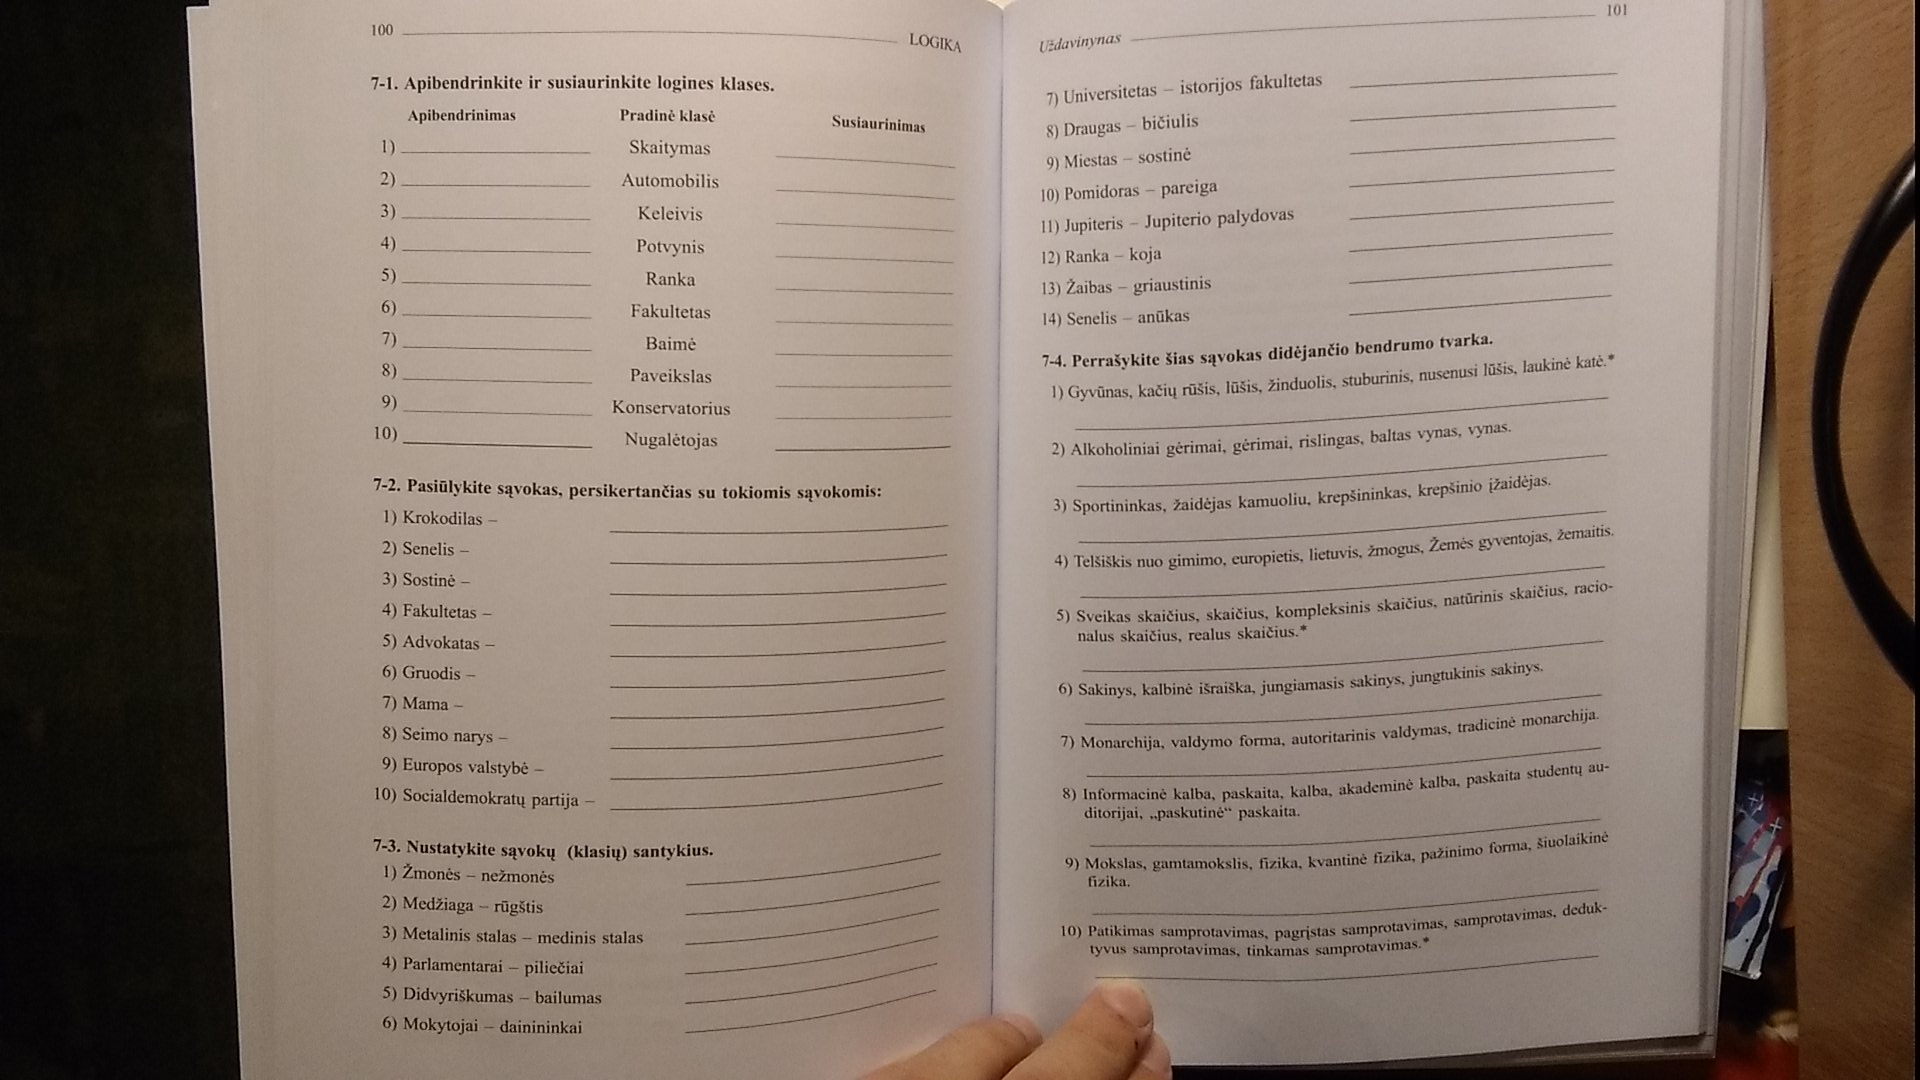 100
LOGIKA
7-1. Apibendrinkite ir susiaurinkite logines klases.
Apibendrinimas Pradinė klasė Susiaurinimas
1) Skaitymas
2) Automobilis
3) Keleivis
4) Potvynis
5) Ranka
6) Fakultetas
7) Baimė
8) Paveikslas
9) Konservatorius
10) Nugalėtojas
7-2. Pasiūlykite sąvokas, persikertančias su tokiomis sąvokomis:
1) Krokodilas –
2) Senelis –
3) Sostinė –
4) Fakultetas –
5) Advokatas –
6) Gruodis –
7) Mama –
8) Seimo narys –
9) Europos valstybė –
10) Socialdemokratų partija –
7-3. Nustatykite sąvokų (klasių) santykius.
1) Žmonės – nežmonės
2) Medžiaga – rūgštis
3) Metalinis stalas – medinis stalas
4) Parlamentarai – piliečiai
5) Didvyriškumas – bailumas
6) Mokytojai – dainininkai
Uždavinynas
101
7) Universitetas – istorijos fakultetas
8) Draugas – bičiulis
9) Miestas – sostinė
10) Pomidoras – pareiga
11) Jupiteris – Jupiterio palydovas
12) Ranka – koja
13) Žaibas – griaustinis
14) Senelis – anūkas
7-4. Perrašykite šias sąvokas didėjančio bendrumo tvarka.
1) Gyvūnas, kačių rūšis, lūšis, žinduolis, stuburinis, nusenusi lūšis, laukinė katė.*
2) Alkoholiniai gėrimai, gėrimai, rislingas, baltas vynas, vynas.
3) Sportininkas, žaidėjas kamuoliu, krepšininkas, krepšinio įžaidėjas.
4) Telšiškis nuo gimimo, europietis, lietuvis, žmogus, Žemės gyventojas, žemaitis.
5) Sveikas skaičius, skaičius, kompleksinis skaičius, natūrinis skaičius, racio-
nalus skaičius, realus skaičius.*
6) Sakinys, kalbinė išraiška, jungiamasis sakinys, jungtukinis sakinys.
7) Monarchija, valdymo forma, autoritarinis valdymas, tradicinė monarchija.
8) Informacinė kalba, paskaita, kalba, akademinė kalba, paskaita studentų au-
ditorijai, „paskutinė“ paskaita.
9) Mokslas, gamtamokslis, fizika, kvantinė fizika, pažinimo forma, šiuolaikinė
fizika.
10) Patikimas samprotavimas, pagrįstas samprotavimas, samprotavimas, deduk-
tyvus samprotavimas, tinkamas samprotavimas.*